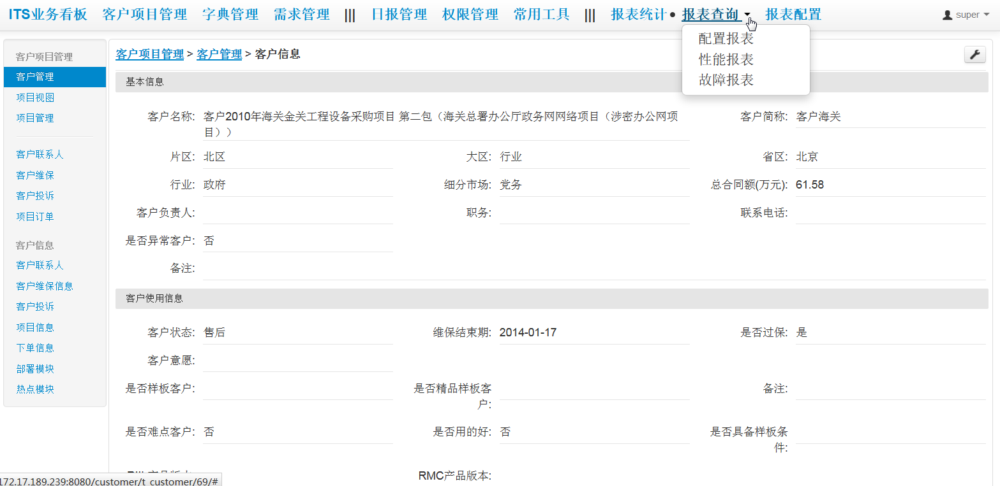 ITS业务看板 客户项目管理 字典管理 需求管理 ||| 日报管理 权限管理 常用工具 ||| 报表统计• 报表查询 报表配置 super
配置报表
性能报表
故障报表
客户项目管理
客户管理
项目视图
项目管理
客户联系人
客户维保
客户投诉
项目订单
客户信息
客户联系人
客户维保信息
客户投诉
项目信息
下单信息
部署模块
热点模块
客户项目管理 > 客户管理 > 客户信息
基本信息
客户名称: 客户2010年海关金关工程设备采购项目 第二包（海关总署办公厅政务网网络项目（涉密办公网项
目）） 客户简称: 客户海关
片区: 北区 大区: 行业 省区: 北京
行业: 政府 细分市场: 党务 总合同额(万元): 61.58
客户负责人: 职务: 联系电话:
是否异常客户: 否
备注:
客户使用信息
客户状态: 售后 维保结束期: 2014-01-17 是否过保: 是
客户意愿:
是否样板客户: 是否精品样板客
户: 备注:
是否难点客户: 否 是否用的好: 否 是否具备样板条
件:
RMC产品版本:
172.17.189.239:8080/customer/t_customer/69/#